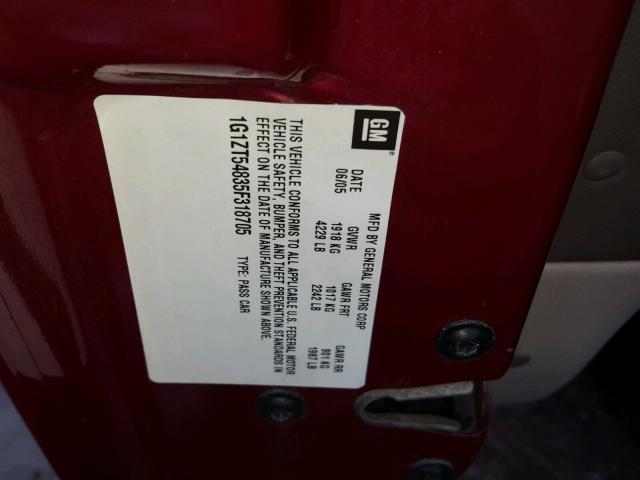 GM
MFD BY GENERAL MOTORS CORP
DATE GVWR GAWR FRT GAWR RR
06/05 1918 KG 1017 KG 901 KG
4229 LB 2242 LB 1987 LB
THIS VEHICLE CONFORMS TO ALL APPLICABLE U.S. FEDERAL MOTOR
VEHICLE SAFETY, BUMPER, AND THEFT PREVENTION STANDARDS IN
EFFECT ON THE DATE OF MANUFACTURE SHOWN ABOVE.
1G1ZT54835F318705 TYPE: PASS CAR